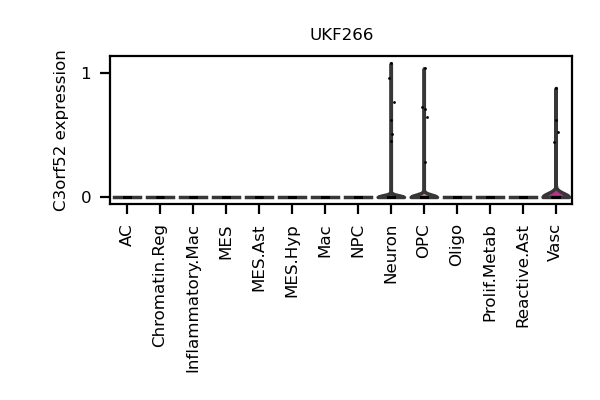 UKF266
C3orf52 expression
1
0
AC
Chromatin.Reg
Inflammatory.Mac
MES
MES.Ast
MES.Hyp
Mac
NPC
Neuron
OPC
Oligo
Prolif.Metab
Reactive.Ast
Vasc